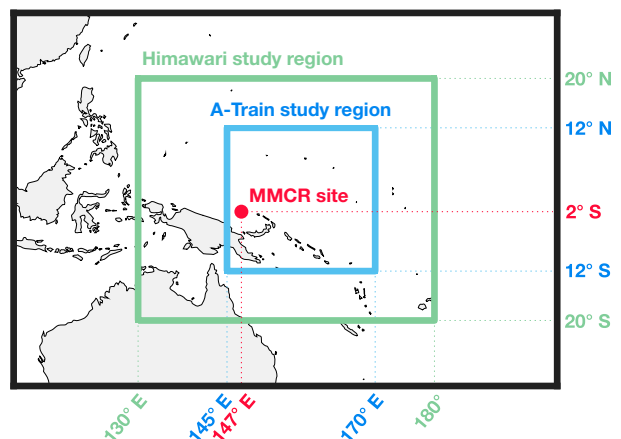 Himawari study region
20° N
A-Train study region
12° N
MMCR site
2° S
12° S
20° S
130° E
145° E
147° E
170° E
180°